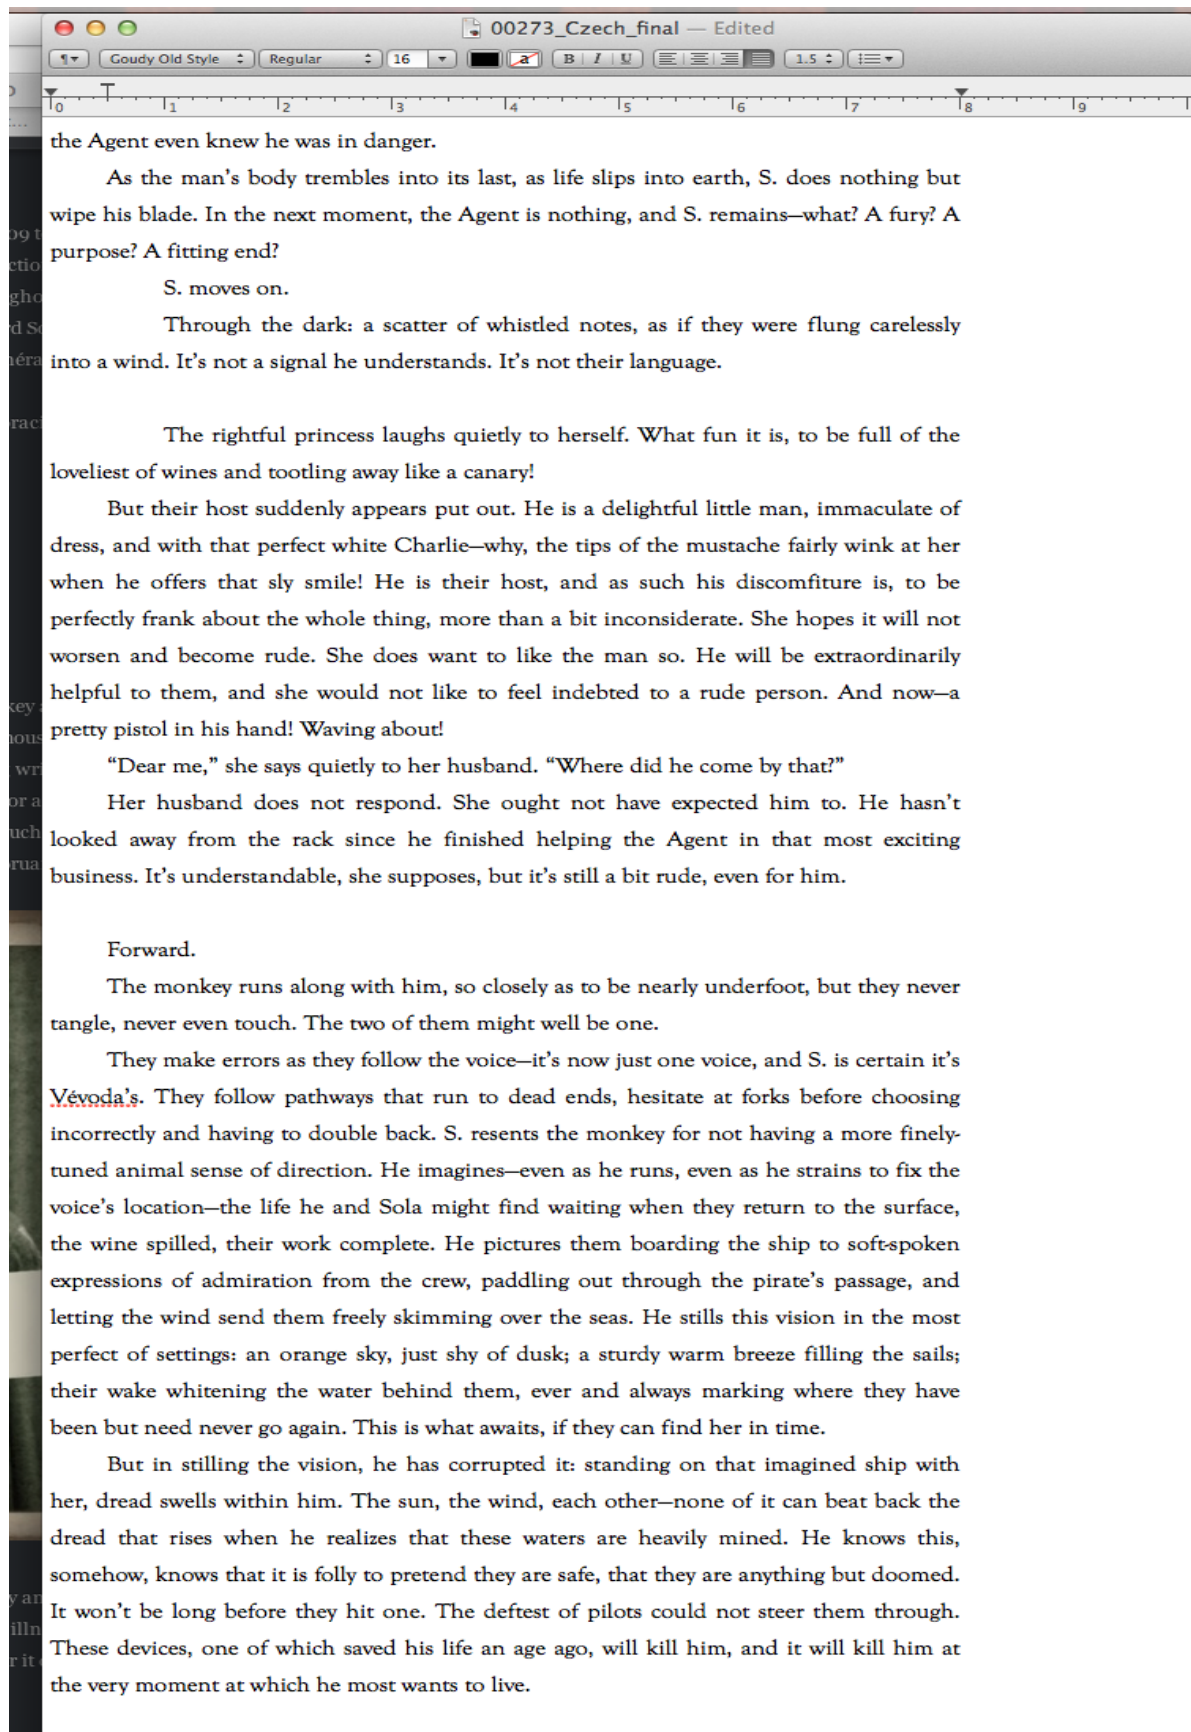 00273_Czech_final — Edited
Goudy Old Style Regular 16 a B I U 1.5
0 1 2 3 4 5 6 7 8 9
the Agent even knew he was in danger.
As the man's body trembles into its last, as life slips into earth, S. does nothing but
wipe his blade. In the next moment, the Agent is nothing, and S. remains—what? A fury? A
purpose? A fitting end?
S. moves on.
Through the dark: a scatter of whistled notes, as if they were flung carelessly
into a wind. It's not a signal he understands. It's not their language.
The rightful princess laughs quietly to herself. What fun it is, to be full of the
loveliest of wines and tootling away like a canary!
But their host suddenly appears put out. He is a delightful little man, immaculate of
dress, and with that perfect white Charlie—why, the tips of the mustache fairly wink at her
when he offers that sly smile! He is their host, and as such his discomfiture is, to be
perfectly frank about the whole thing, more than a bit inconsiderate. She hopes it will not
worsen and become rude. She does want to like the man so. He will be extraordinarily
helpful to them, and she would not like to feel indebted to a rude person. And now—a
pretty pistol in his hand! Waving about!
“Dear me,” she says quietly to her husband. “Where did he come by that?”
Her husband does not respond. She ought not have expected him to. He hasn't
looked away from the rack since he finished helping the Agent in that most exciting
business. It's understandable, she supposes, but it's still a bit rude, even for him.
Forward.
The monkey runs along with him, so closely as to be nearly underfoot, but they never
tangle, never even touch. The two of them might well be one.
They make errors as they follow the voice—it's now just one voice, and S. is certain it's
Vévoda's. They follow pathways that run to dead ends, hesitate at forks before choosing
incorrectly and having to double back. S. resents the monkey for not having a more finely-
tuned animal sense of direction. He imagines—even as he runs, even as he strains to fix the
voice's location—the life he and Sola might find waiting when they return to the surface,
the wine spilled, their work complete. He pictures them boarding the ship to soft-spoken
expressions of admiration from the crew, paddling out through the pirate's passage, and
letting the wind send them freely skimming over the seas. He stills this vision in the most
perfect of settings: an orange sky, just shy of dusk; a sturdy warm breeze filling the sails;
their wake whitening the water behind them, ever and always marking where they have
been but need never go again. This is what awaits, if they can find her in time.
But in stilling the vision, he has corrupted it: standing on that imagined ship with
her, dread swells within him. The sun, the wind, each other—none of it can beat back the
dread that rises when he realizes that these waters are heavily mined. He knows this,
somehow, knows that it is folly to pretend they are safe, that they are anything but doomed.
It won't be long before they hit one. The deftest of pilots could not steer them through.
These devices, one of which saved his life an age ago, will kill him, and it will kill him at
the very moment at which he most wants to live.